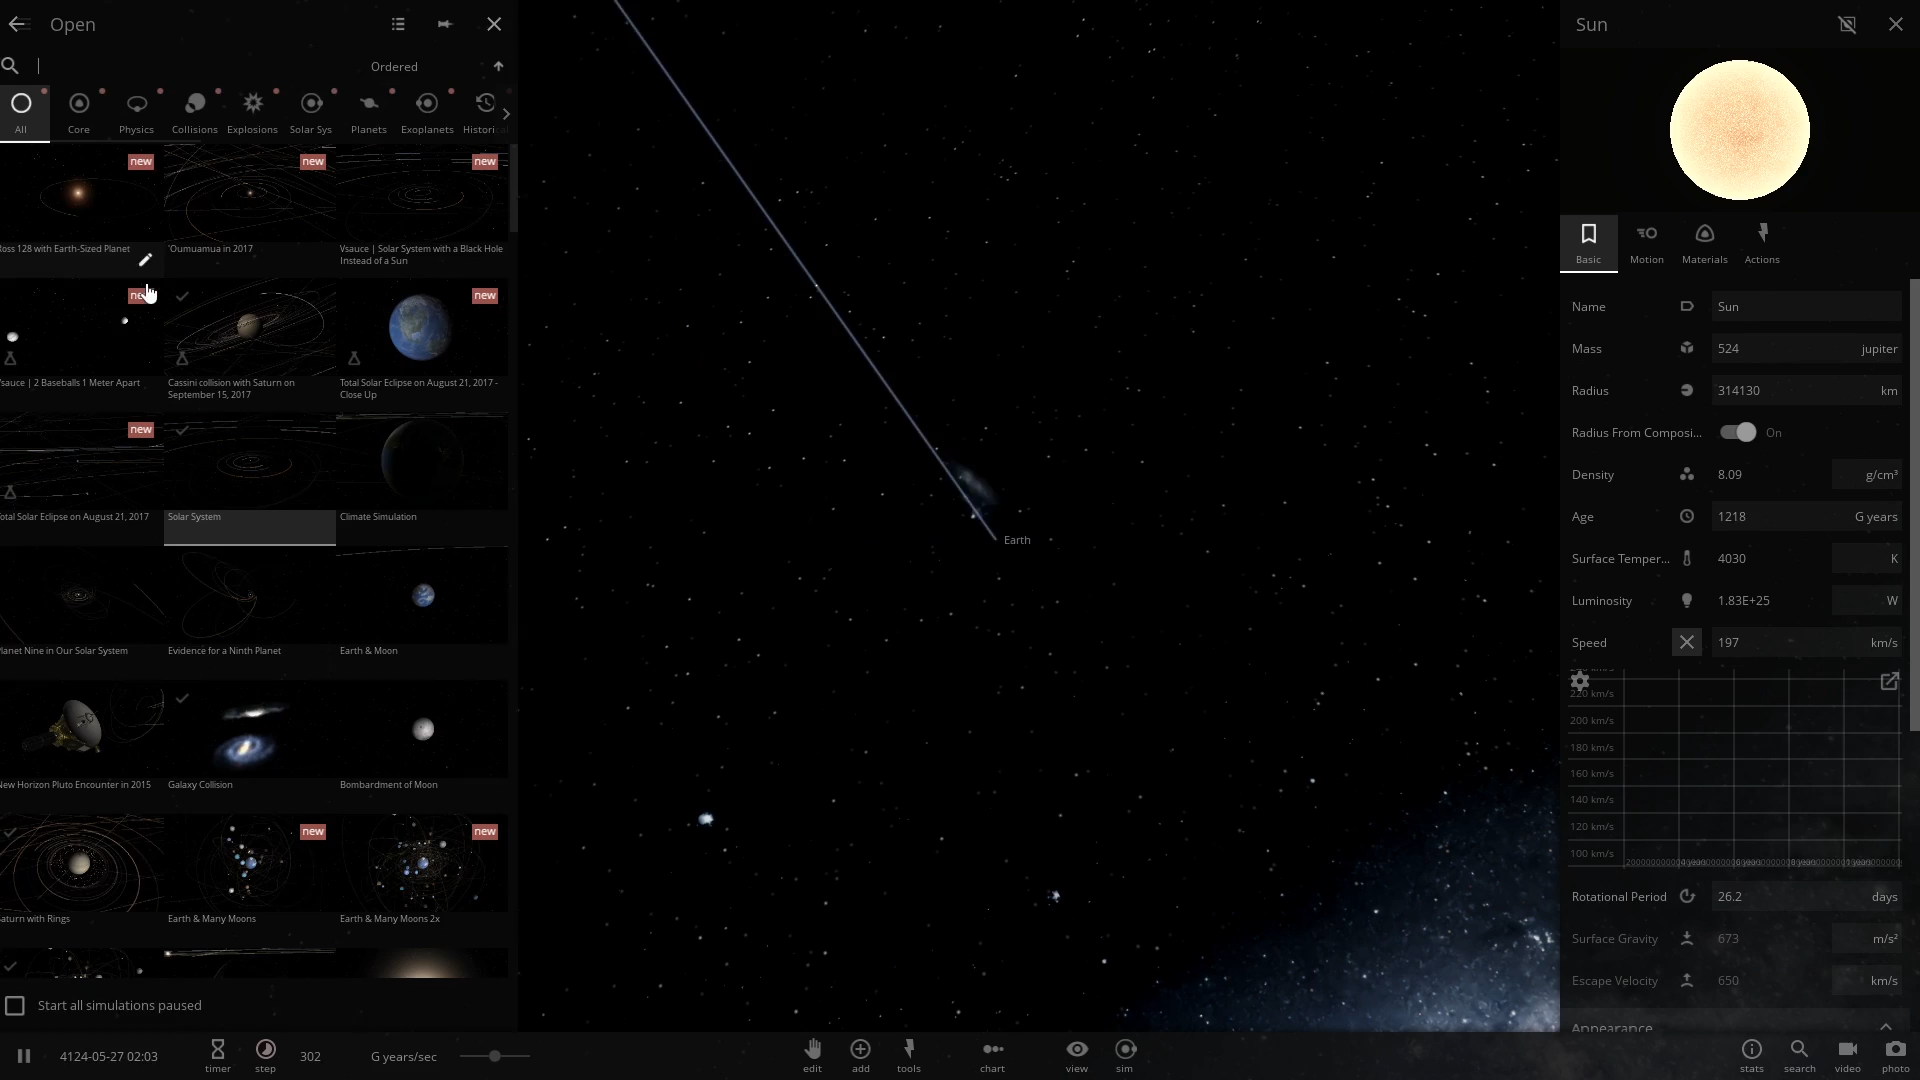 Open
Ordered
All
Core
Physics
Collisions
Explosions
Solar Sys
Planets
Exoplanets
Historical
new
new
new
Ross 128 with Earth-Sized Planet
'Oumuamua in 2017
Vsauce | Solar System with a Black Hole
Instead of a Sun
new
new
Vsauce | 2 Baseballs 1 Meter Apart
Cassini collision with Saturn on
September 15, 2017
Total Solar Eclipse on August 21, 2017 -
Close Up
new
Total Solar Eclipse on August 21, 2017
Solar System
Climate Simulation
Planet Nine in Our Solar System
Evidence for a Ninth Planet
Earth & Moon
New Horizon Pluto Encounter in 2015
Galaxy Collision
Bombardment of Moon
new
new
Saturn with Rings
Earth & Many Moons
Earth & Many Moons 2x
Start all simulations paused
Earth
Sun
Basic
Motion
Materials
Actions
Name Sun
Mass 524 jupiter
Radius 314130 km
Radius From Composi... On
Density 8.09 g/cm³
Age 1218 G years
Surface Temper... 4030 K
Luminosity 1.83E+25 W
Speed 197 km/s
220 km/s
200 km/s
180 km/s
160 km/s
140 km/s
120 km/s
100 km/s
Rotational Period 26.2 days
Surface Gravity 673 m/s²
Escape Velocity 650 km/s
Appearance
4124-05-27 02:03
timer
step
302 G years/sec
edit
add
tools
chart
view
sim
stats
search
video
photo